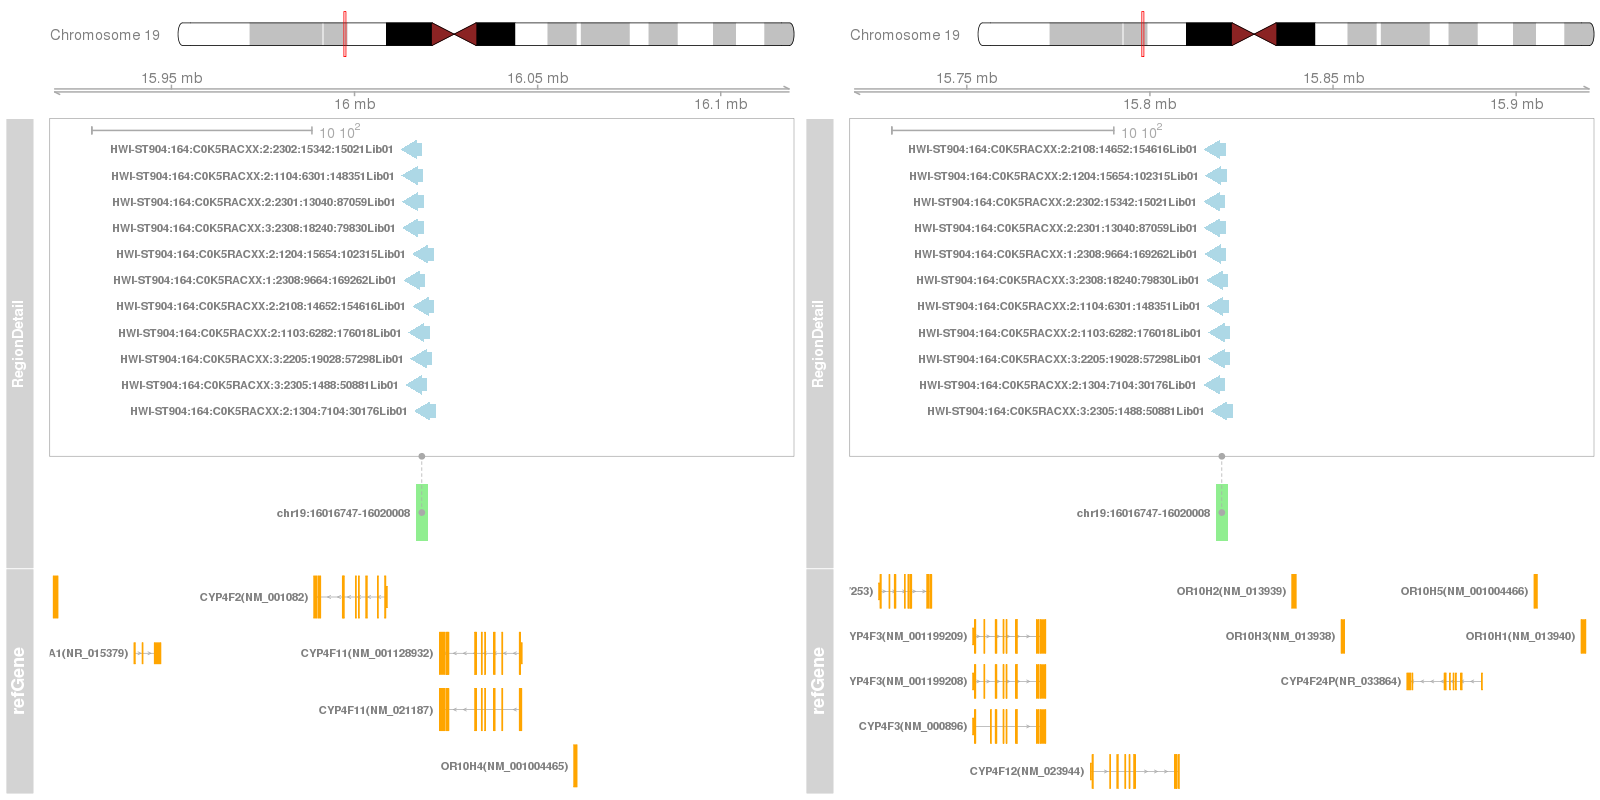 Chromosome 19
15.95 mb
16.05 mb
16 mb
16.1 mb
10 10^2
HWI-ST904:164:C0K5RACXX:2:2302:15342:15021Lib01
HWI-ST904:164:C0K5RACXX:2:1104:6301:148351Lib01
HWI-ST904:164:C0K5RACXX:2:2301:13040:87059Lib01
HWI-ST904:164:C0K5RACXX:3:2308:18240:79830Lib01
HWI-ST904:164:C0K5RACXX:2:1204:15654:102315Lib01
HWI-ST904:164:C0K5RACXX:1:2308:9664:169262Lib01
HWI-ST904:164:C0K5RACXX:2:2108:14652:154616Lib01
HWI-ST904:164:C0K5RACXX:2:1103:6282:176018Lib01
HWI-ST904:164:C0K5RACXX:3:2205:19028:57298Lib01
HWI-ST904:164:C0K5RACXX:3:2305:1488:50881Lib01
HWI-ST904:164:C0K5RACXX:2:1304:7104:30176Lib01
RegionDetail
chr19:16016747-16020008
refGene
CYP4F2(NM_001082)
A1(NR_015379)
CYP4F11(NM_001128932)
CYP4F11(NM_021187)
OR10H4(NM_001004465)
Chromosome 19
15.75 mb
15.85 mb
15.8 mb
15.9 mb
10 10^2
HWI-ST904:164:C0K5RACXX:2:2108:14652:154616Lib01
HWI-ST904:164:C0K5RACXX:2:1204:15654:102315Lib01
HWI-ST904:164:C0K5RACXX:2:2302:15342:15021Lib01
HWI-ST904:164:C0K5RACXX:2:2301:13040:87059Lib01
HWI-ST904:164:C0K5RACXX:1:2308:9664:169262Lib01
HWI-ST904:164:C0K5RACXX:3:2308:18240:79830Lib01
HWI-ST904:164:C0K5RACXX:2:1104:6301:148351Lib01
HWI-ST904:164:C0K5RACXX:2:1103:6282:176018Lib01
HWI-ST904:164:C0K5RACXX:3:2205:19028:57298Lib01
HWI-ST904:164:C0K5RACXX:2:1304:7104:30176Lib01
HWI-ST904:164:C0K5RACXX:3:2305:1488:50881Lib01
RegionDetail
chr19:16016747-16020008
refGene
253)
OR10H2(NM_013939)
OR10H5(NM_001004466)
YP4F3(NM_001199209)
OR10H3(NM_013938)
OR10H1(NM_013940)
YP4F3(NM_001199208)
CYP4F24P(NR_033864)
CYP4F3(NM_000896)
CYP4F12(NM_023944)